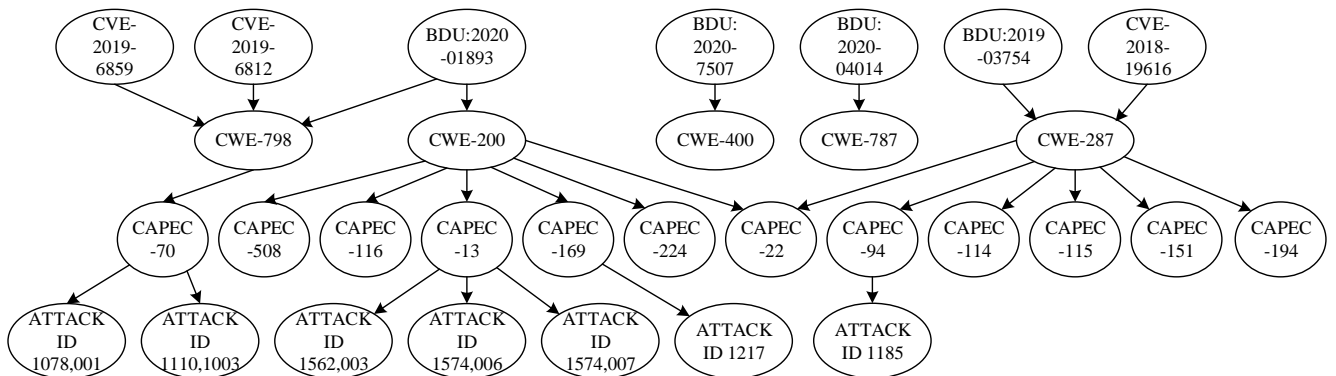 CVE-
2019-
6859
CVE-
2019-
6812
BDU:2020
-01893
BDU:
2020-
7507
BDU:
2020-
04014
BDU:2019
-03754
CVE-
2018-
19616
CWE-798
CWE-200
CWE-400
CWE-787
CWE-287
CAPEC
-70
CAPEC
-508
CAPEC
-116
CAPEC
-13
CAPEC
-169
CAPEC
-224
CAPEC
-22
CAPEC
-94
CAPEC
-114
CAPEC
-115
CAPEC
-151
CAPEC
-194
ATTACK
ID
1078,001
ATTACK
ID
1110,1003
ATTACK
ID
1562,003
ATTACK
ID
1574,006
ATTACK
ID
1574,007
ATTACK
ID 1217
ATTACK
ID 1185